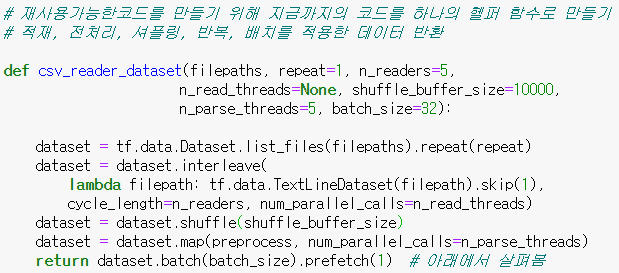 # 재사용가능한코드를 만들기 위해 지금까지의 코드를 하나의 헬퍼 함수로 만들기
# 적재, 전처리, 셔플링, 반복, 배치를 적용한 데이터 반환
def csv_reader_dataset(filepaths, repeat=1, n_readers=5,
n_read_threads=None, shuffle_buffer_size=10000,
n_parse_threads=5, batch_size=32):
dataset = tf.data.Dataset.list_files(filepaths).repeat(repeat)
dataset = dataset.interleave(
lambda filepath: tf.data.TextLineDataset(filepath).skip(1),
cycle_length=n_readers, num_parallel_calls=n_read_threads)
dataset = dataset.shuffle(shuffle_buffer_size)
dataset = dataset.map(preprocess, num_parallel_calls=n_parse_threads)
return dataset.batch(batch_size).prefetch(1) # 아래에서 살펴봄